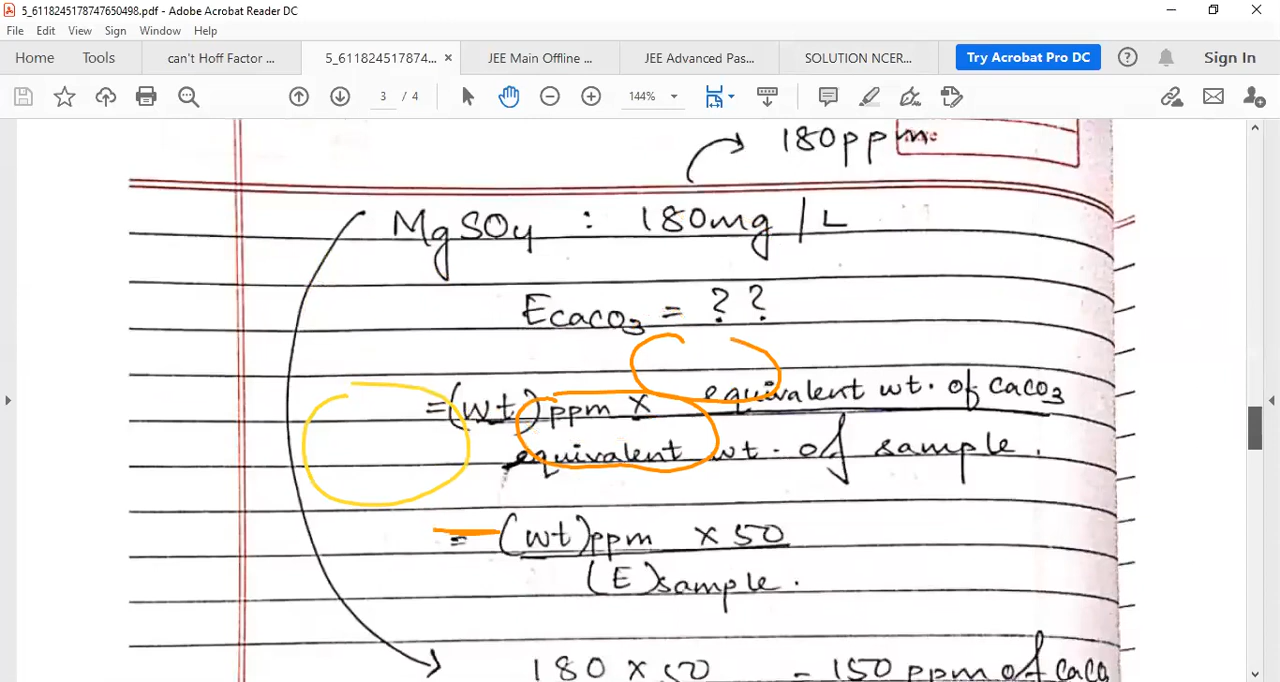 5_6118245178747650498.pdf - Adobe Acrobat Reader DC
File Edit View Sign Window Help
Home Tools can't Hoff Factor ... 5_611824517874... × JEE Main Offline ... JEE Advanced Pas... SOLUTION NCER... Try Acrobat Pro DC Sign In
3 / 4 144%
180ppm
MgSO4 : 180mg / L
Ecaco3 = ? ?
=(wt)ppm x equivalent wt. of caco3
equivalent wt. of sample.
= (wt)ppm x 50
(E)sample.
180 x 50 = 150 ppm of caco